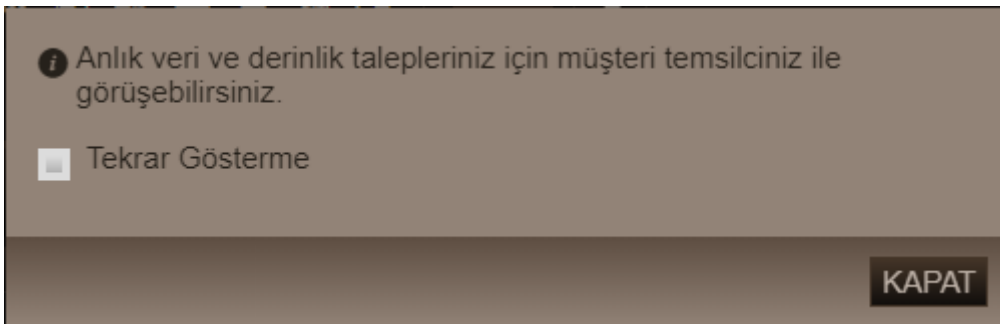 Anlık veri ve derinlik talepleriniz için müşteri temsilciniz ile
görüşebilirsiniz.
Tekrar Gösterme
KAPAT